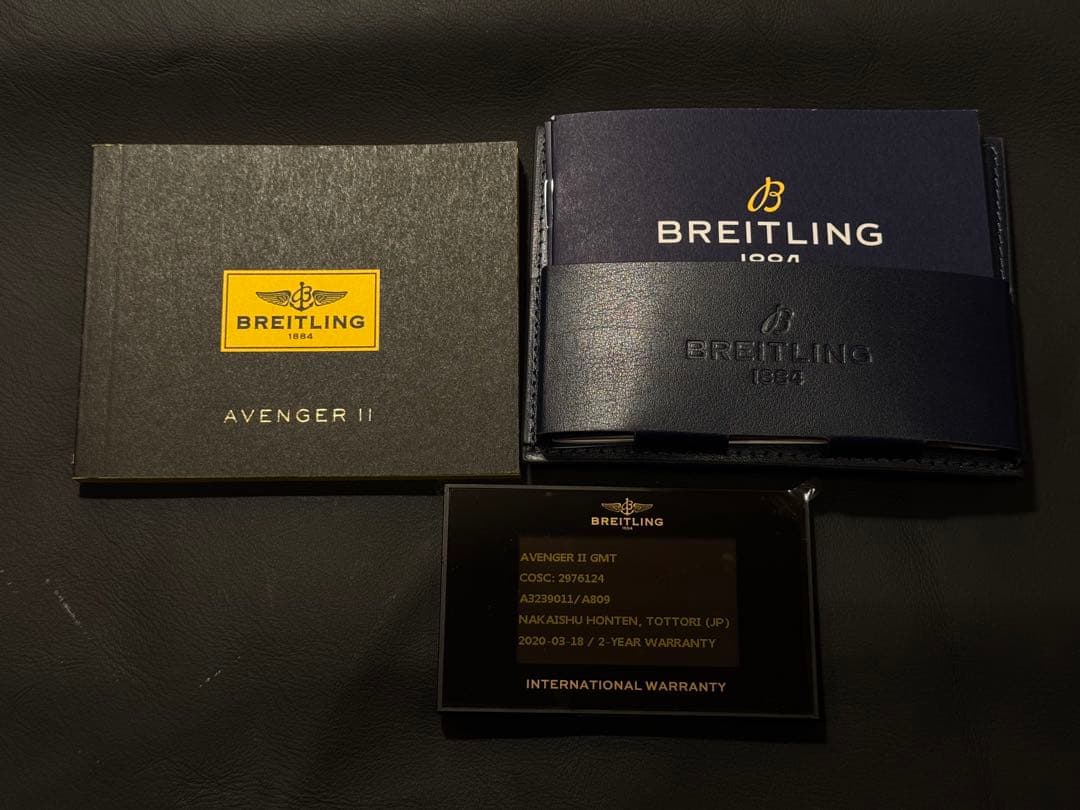 BREITLING
1884
AVENGER II
B
BREITLING
1884
B
BREITLING
1884
BREITLING
1884
AVENGER II GMT
COSC: 2976124
A3239011/A809
NAKAISHU HONTEN, TOTTORI (JP)
2020-03-18 / 2-YEAR WARRANTY
INTERNATIONAL WARRANTY